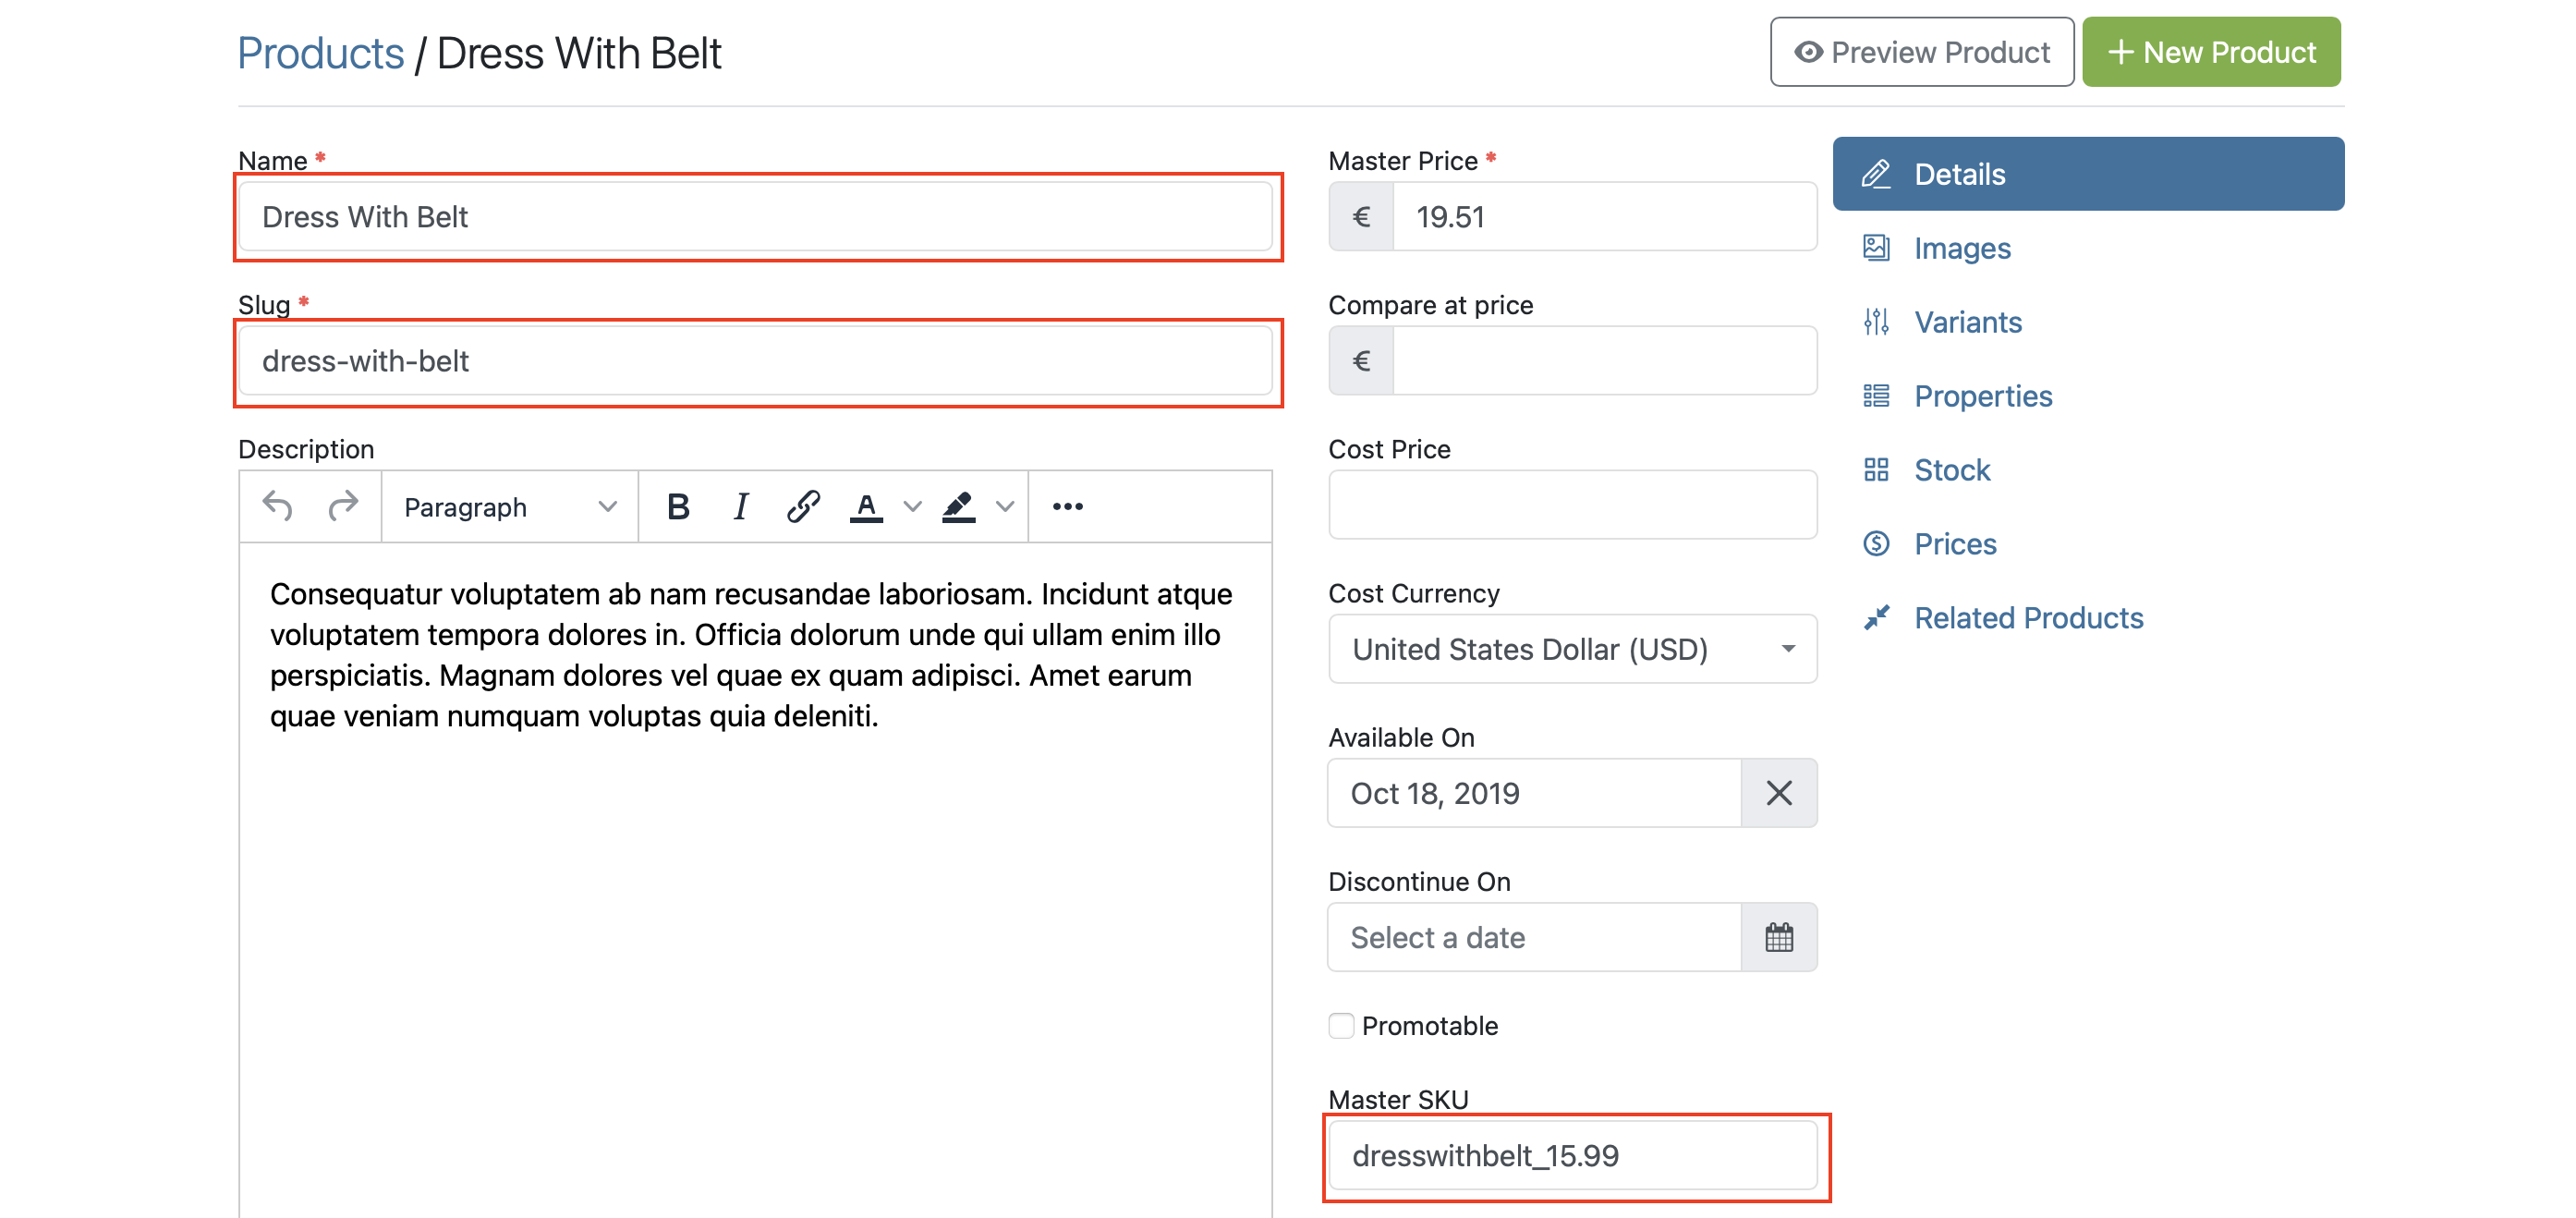 Products / Dress With Belt
Preview Product
+ New Product
Name *
Dress With Belt
Slug *
dress-with-belt
Description
Paragraph
B I A
Consequatur voluptatem ab nam recusandae laboriosam. Incidunt atque
voluptatem tempora dolores in. Officia dolorum unde qui ullam enim illo
perspiciatis. Magnam dolores vel quae ex quam adipisci. Amet earum
quae veniam numquam voluptas quia deleniti.
Master Price *
€ 19.51
Compare at price
€
Cost Price
Cost Currency
United States Dollar (USD)
Available On
Oct 18, 2019
Discontinue On
Select a date
Promotable
Master SKU
dresswithbelt_15.99
Details
Images
Variants
Properties
Stock
Prices
Related Products